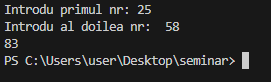 Introdu primul nr: 25
Introdu al doilea nr:  58
83
PS C:\Users\user\Desktop\seminar>